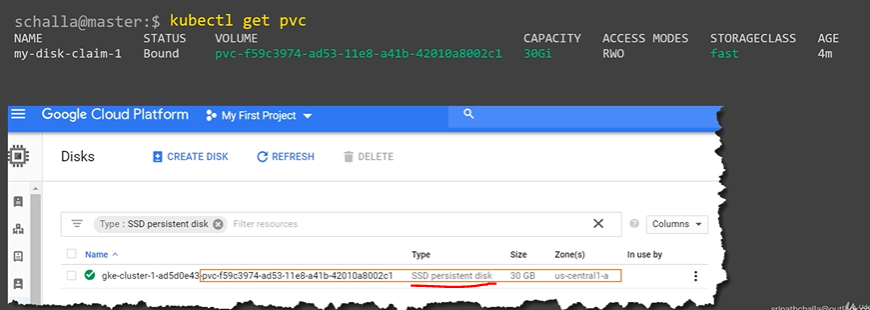 schalla@master:$ kubectl get pvc
NAME STATUS VOLUME CAPACITY ACCESS MODES STORAGECLASS AGE
my-disk-claim-1 Bound pvc-f59c3974-ad53-11e8-a41b-42010a8002c1 30Gi RWO fast 4m
Google Cloud Platform My First Project
Disks CREATE DISK REFRESH DELETE
Type : SSD persistent disk Filter resources Columns
Name Type Size Zone(s) In use by
gke-cluster-1-ad5d0e43-pvc-f59c3974-ad53-11e8-a41b-42010a8002c1 SSD persistent disk 30 GB us-central1-a